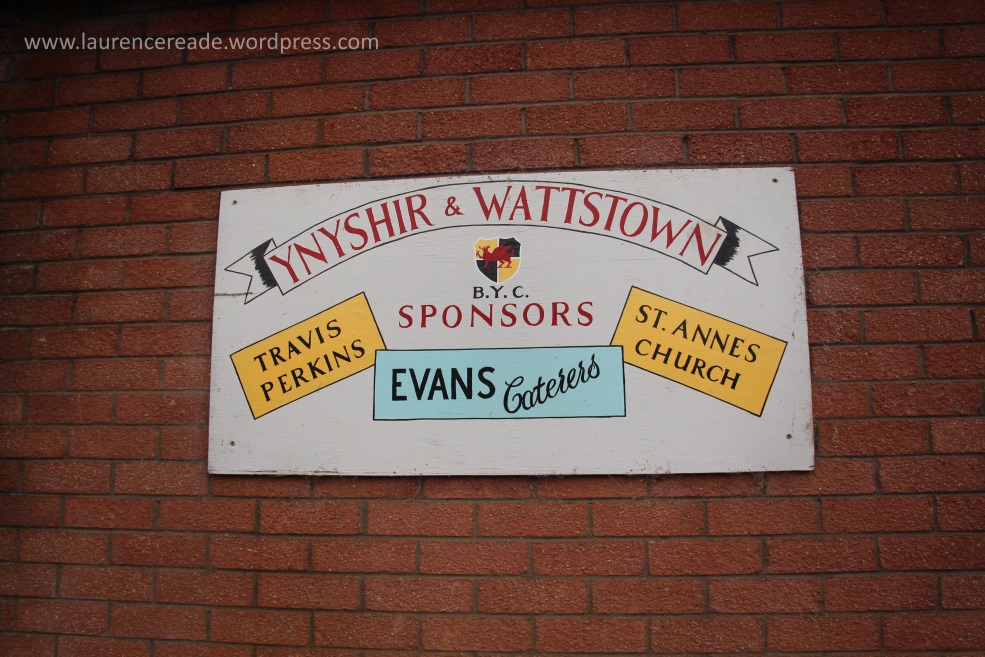 www.laurencereade.wordpress.com
YNYSHIR & WATTSTOWN
B.Y.C.
SPONSORS
TRAVIS
PERKINS
EVANS Caterers
ST. ANNES
CHURCH